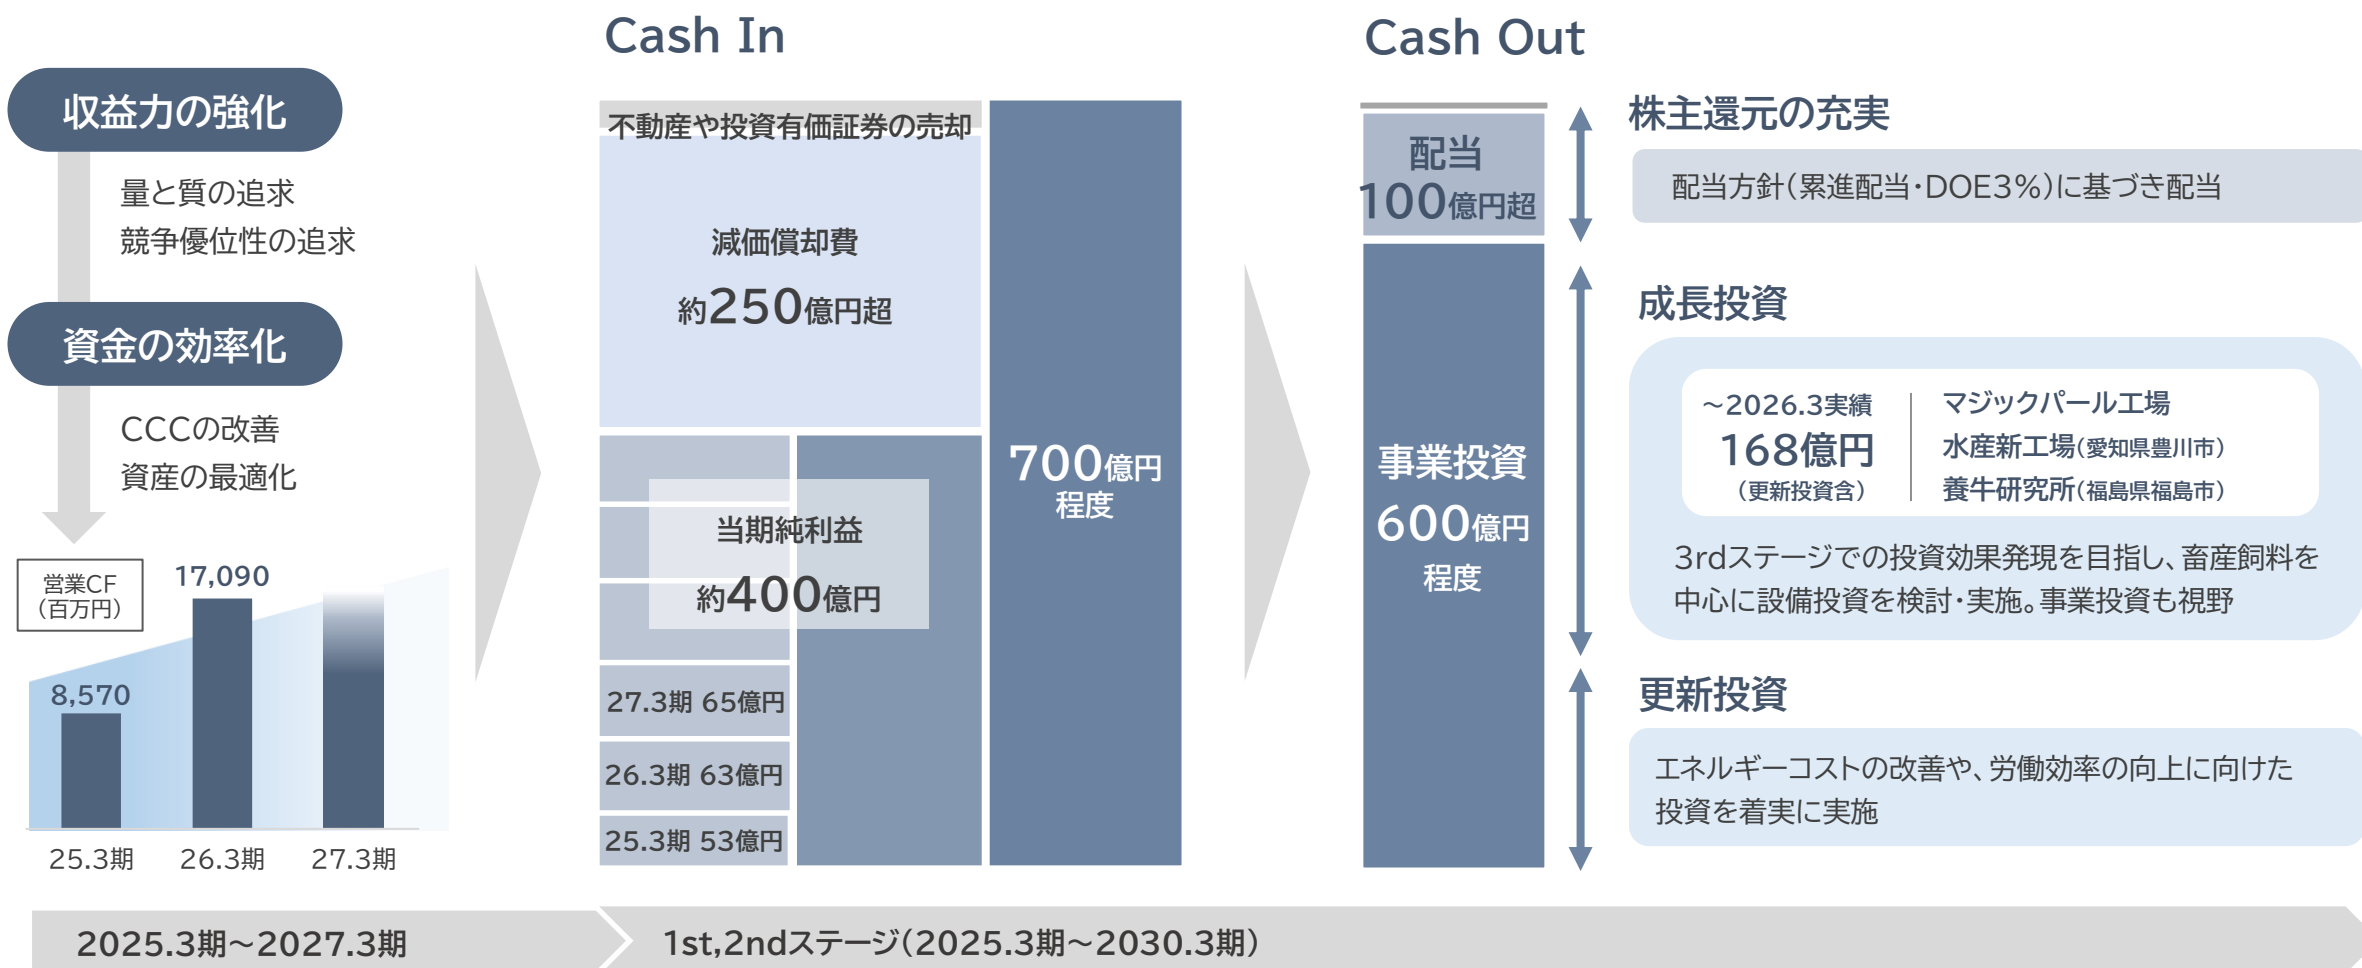 収益力の強化
量と質の追求
競争優位性の追求
資金の効率化
CCCの改善
資産の最適化
営業CF
(百万円)
8,570
17,090
25.3期
26.3期
27.3期
Cash In
不動産や投資有価証券の売却
減価償却費
約250億円超
当期純利益
約400億円
27.3期 65億円
26.3期 63億円
25.3期 53億円
700億円
程度
Cash Out
配当
100億円超
事業投資
600億円
程度
株主還元の充実
配当方針(累進配当・DOE3%)に基づき配当
成長投資
～2026.3実績
168億円
(更新投資含)
マジックパール工場
水産新工場(愛知県豊川市)
養牛研究所(福島県福島市)
3rdステージでの投資効果発現を目指し、畜産飼料を
中心に設備投資を検討・実施。事業投資も視野
更新投資
エネルギーコストの改善や、労働効率の向上に向けた
投資を着実に実施
2025.3期～2027.3期
1st,2ndステージ(2025.3期～2030.3期)